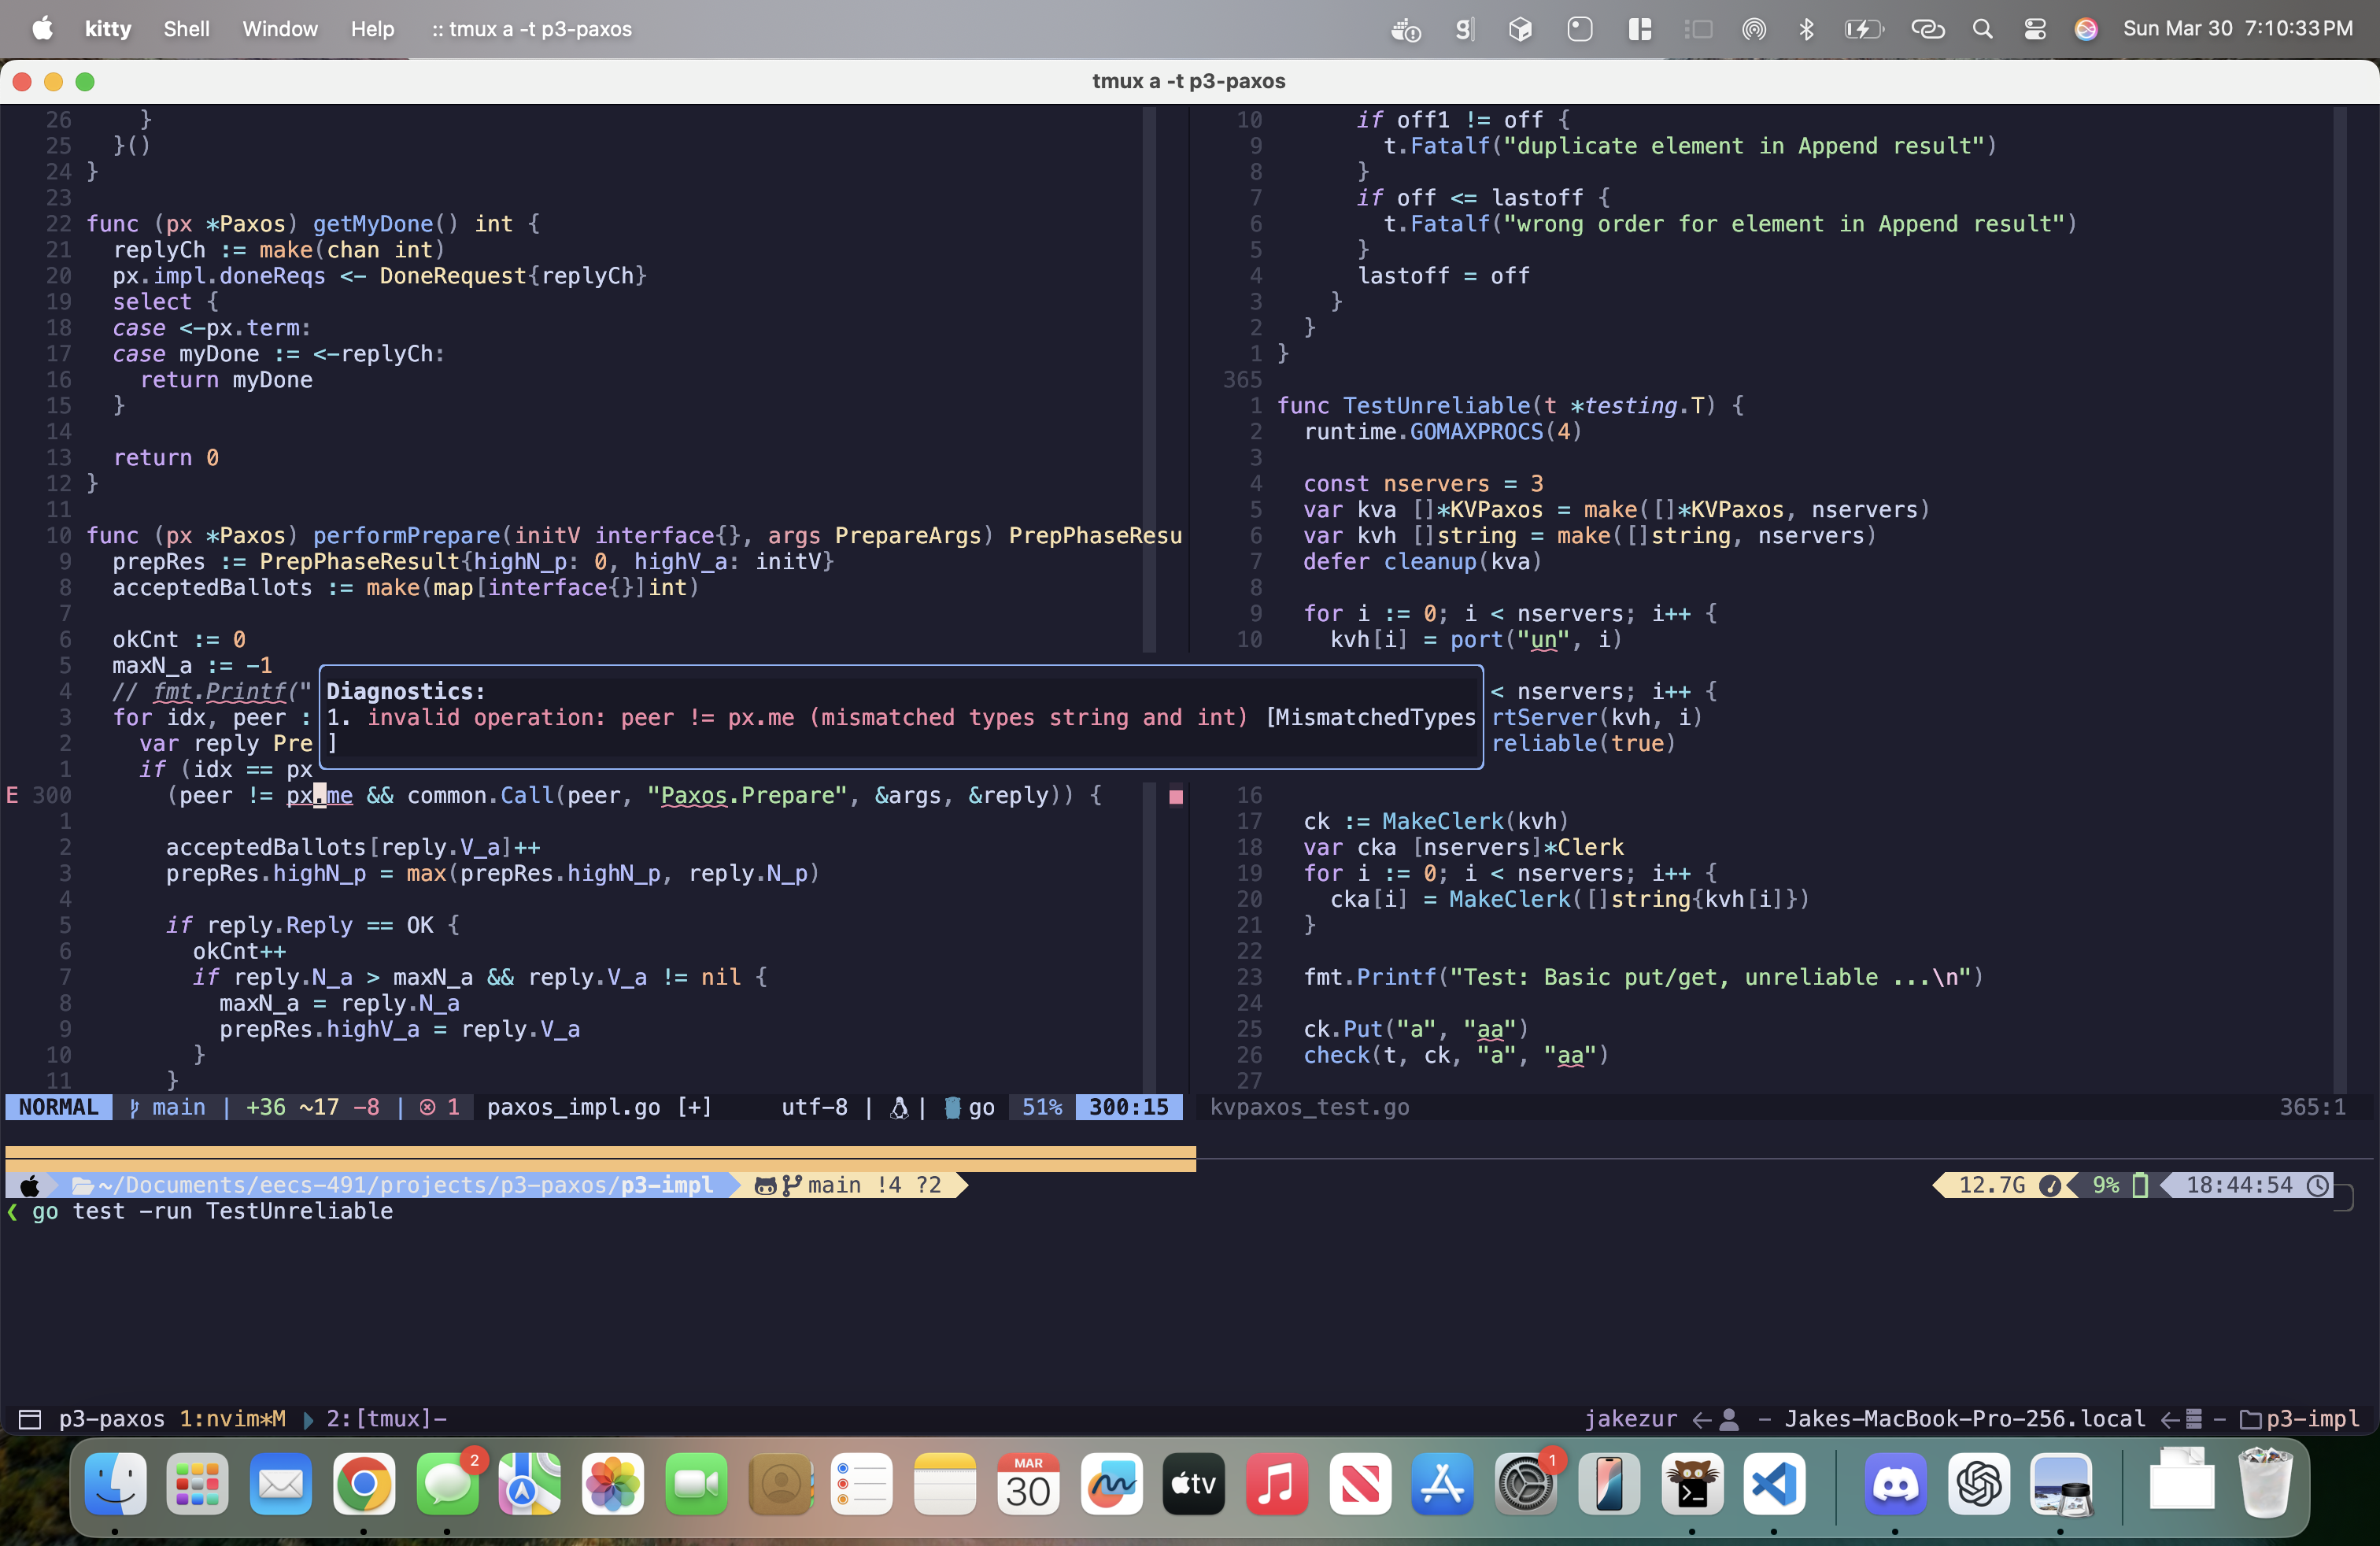 kitty Shell Window Help :: tmux a -t p3-paxos Sun Mar 30 7:10:33 PM
tmux a -t p3-paxos
26 }
25 }()
24 }
23
22 func (px *Paxos) getMyDone() int {
21 replyCh := make(chan int)
20 px.impl.doneReqs <- DoneRequest{replyCh}
19 select {
18 case <-px.term:
17 case myDone := <-replyCh:
16 return myDone
15 }
14
13 return 0
12 }
11
10 func (px *Paxos) performPrepare(initV interface{}, args PrepareArgs) PrepPhaseResu
9 prepRes := PrepPhaseResult{highN_p: 0, highV_a: initV}
8 acceptedBallots := make(map[interface{}]int)
7
6 okCnt := 0
5 maxN_a := -1
4 // fmt.Printf("
3 for idx, peer :
2 var reply Pre
1 if (idx == px
E 300 (peer != px.me && common.Call(peer, "Paxos.Prepare", &args, &reply)) {
1
2 acceptedBallots[reply.V_a]++
3 prepRes.highN_p = max(prepRes.highN_p, reply.N_p)
4
5 if reply.Reply == OK {
6 okCnt++
7 if reply.N_a > maxN_a && reply.V_a != nil {
8 maxN_a = reply.N_a
9 prepRes.highV_a = reply.V_a
10 }
11 }
Diagnostics:
1. invalid operation: peer != px.me (mismatched types string and int) [MismatchedTypes
]
NORMAL main | +36 ~17 -8 | 1 paxos_impl.go [+] utf-8 | | go 51% 300:15
10 if off1 != off {
9 t.Fatalf("duplicate element in Append result")
8 }
7 if off <= lastoff {
6 t.Fatalf("wrong order for element in Append result")
5 }
4 lastoff = off
3 }
2 }
1 }
365
1 func TestUnreliable(t *testing.T) {
2 runtime.GOMAXPROCS(4)
3
4 const nservers = 3
5 var kva []*KVPaxos = make([]*KVPaxos, nservers)
6 var kvh []string = make([]string, nservers)
7 defer cleanup(kva)
8
9 for i := 0; i < nservers; i++ {
10 kvh[i] = port("un", i)
< nservers; i++ {
rtServer(kvh, i)
reliable(true)
16
17 ck := MakeClerk(kvh)
18 var cka [nservers]*Clerk
19 for i := 0; i < nservers; i++ {
20 cka[i] = MakeClerk([]string{kvh[i]})
21 }
22
23 fmt.Printf("Test: Basic put/get, unreliable ...\n")
24
25 ck.Put("a", "aa")
26 check(t, ck, "a", "aa")
27
kvpaxos_test.go 365:1
~/Documents/eecs-491/projects/p3-paxos/p3-impl main !4 ?2 12.7G 9% 18:44:54
❮ go test -run TestUnreliable
p3-paxos 1:nvim*M 2:[tmux]- jakezur ← - Jakes-MacBook-Pro-256.local ← - p3-impl
2
MAR
30
tv
1